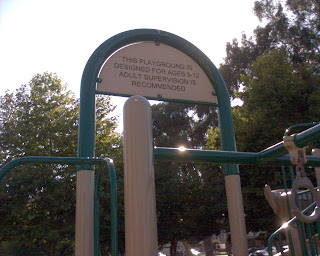 THIS PLAYGROUND IS
DESIGNED FOR AGES 5-12
ADULT SUPERVISION IS
RECOMMENDED